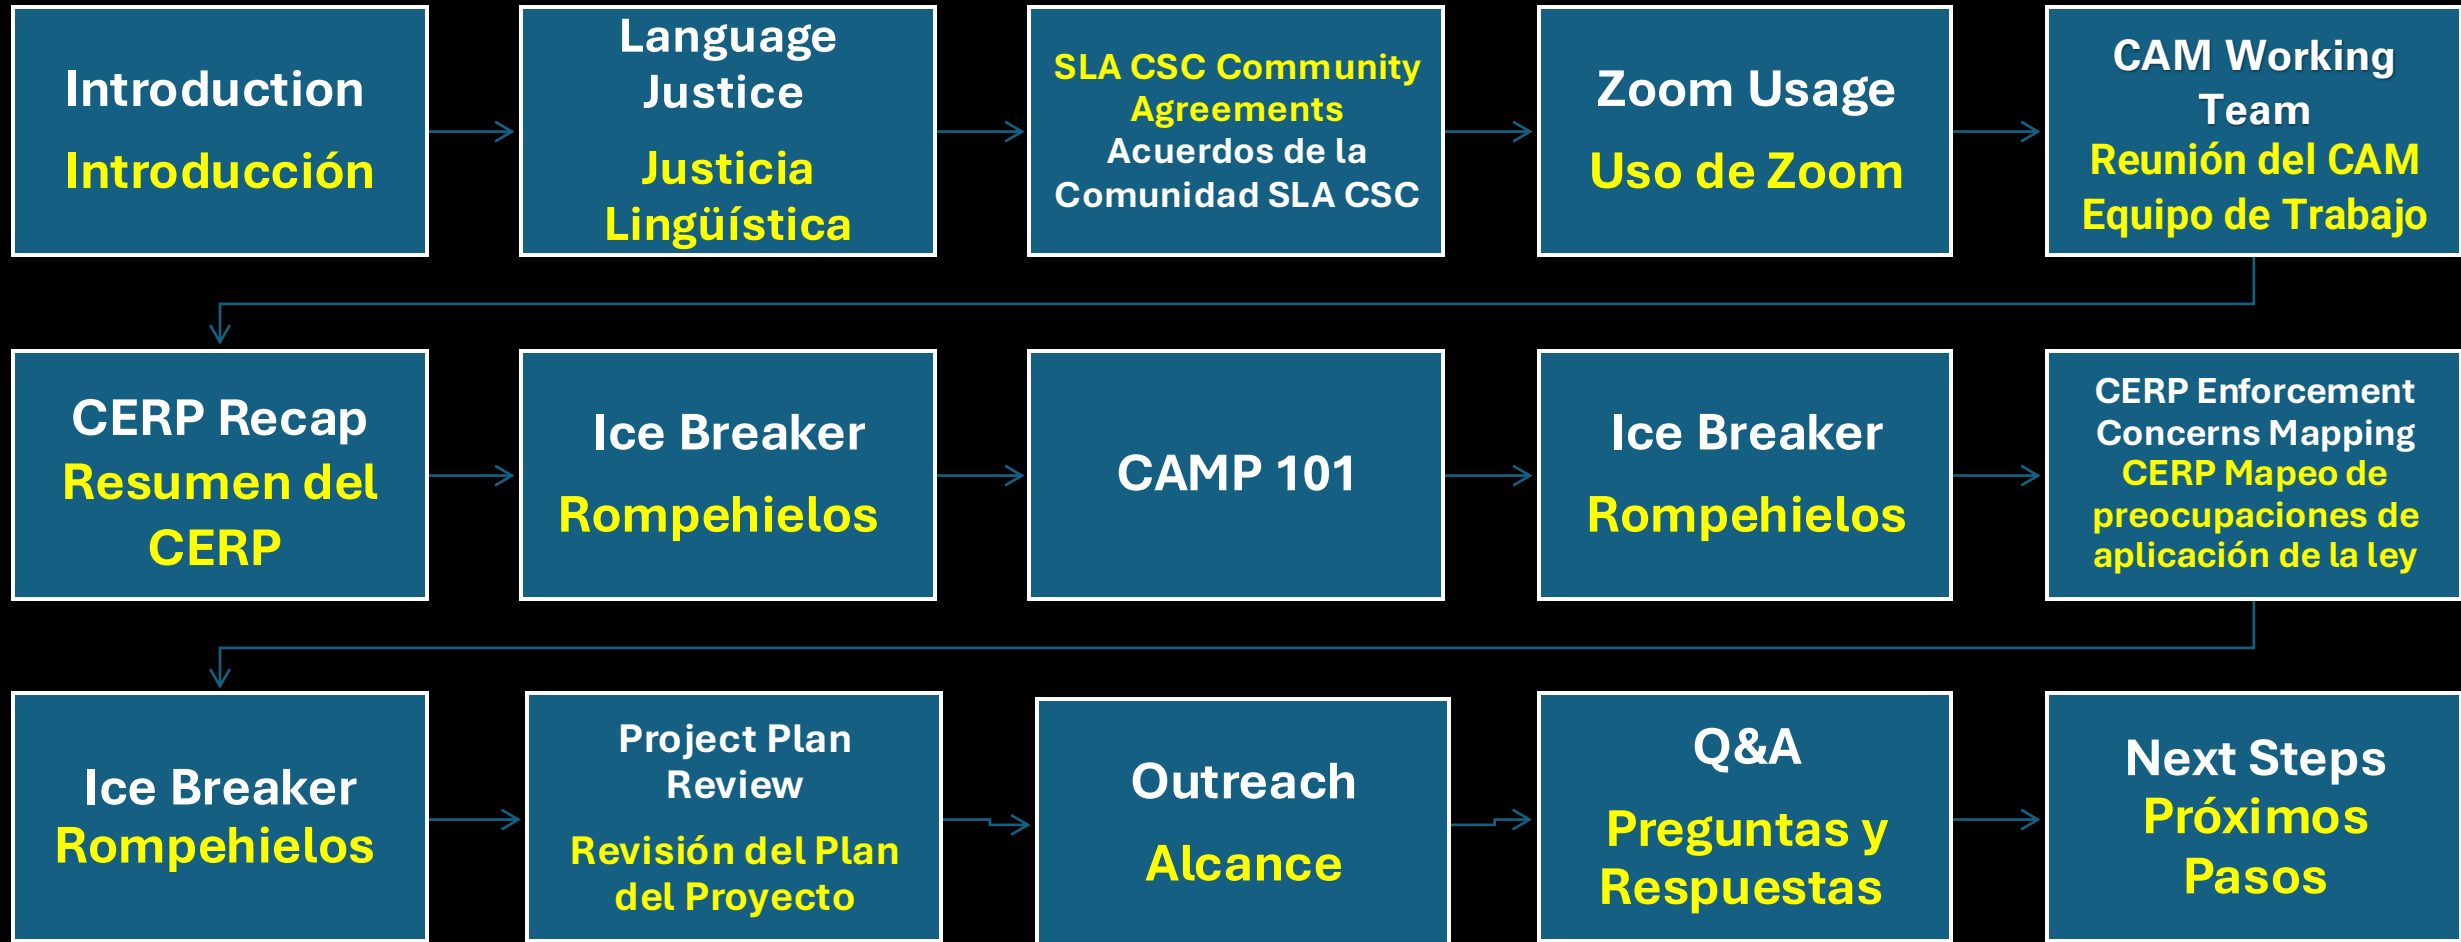 Introduction
Introducción
Language
Justice
Justicia
Lingüística
SLA CSC Community
Agreements
Acuerdos de la
Comunidad SLA CSC
Zoom Usage
Uso de Zoom
CAM Working
Team
Reunión del CAM
Equipo de Trabajo
CERP Recap
Resumen del
CERP
Ice Breaker
Rompehielos
CAMP 101
Ice Breaker
Rompehielos
CERP Enforcement
Concerns Mapping
CERP Mapeo de
preocupaciones de
aplicación de la ley
Ice Breaker
Rompehielos
Project Plan
Review
Revisión del Plan
del Proyecto
Outreach
Alcance
Q&A
Preguntas y
Respuestas
Next Steps
Próximos
Pasos